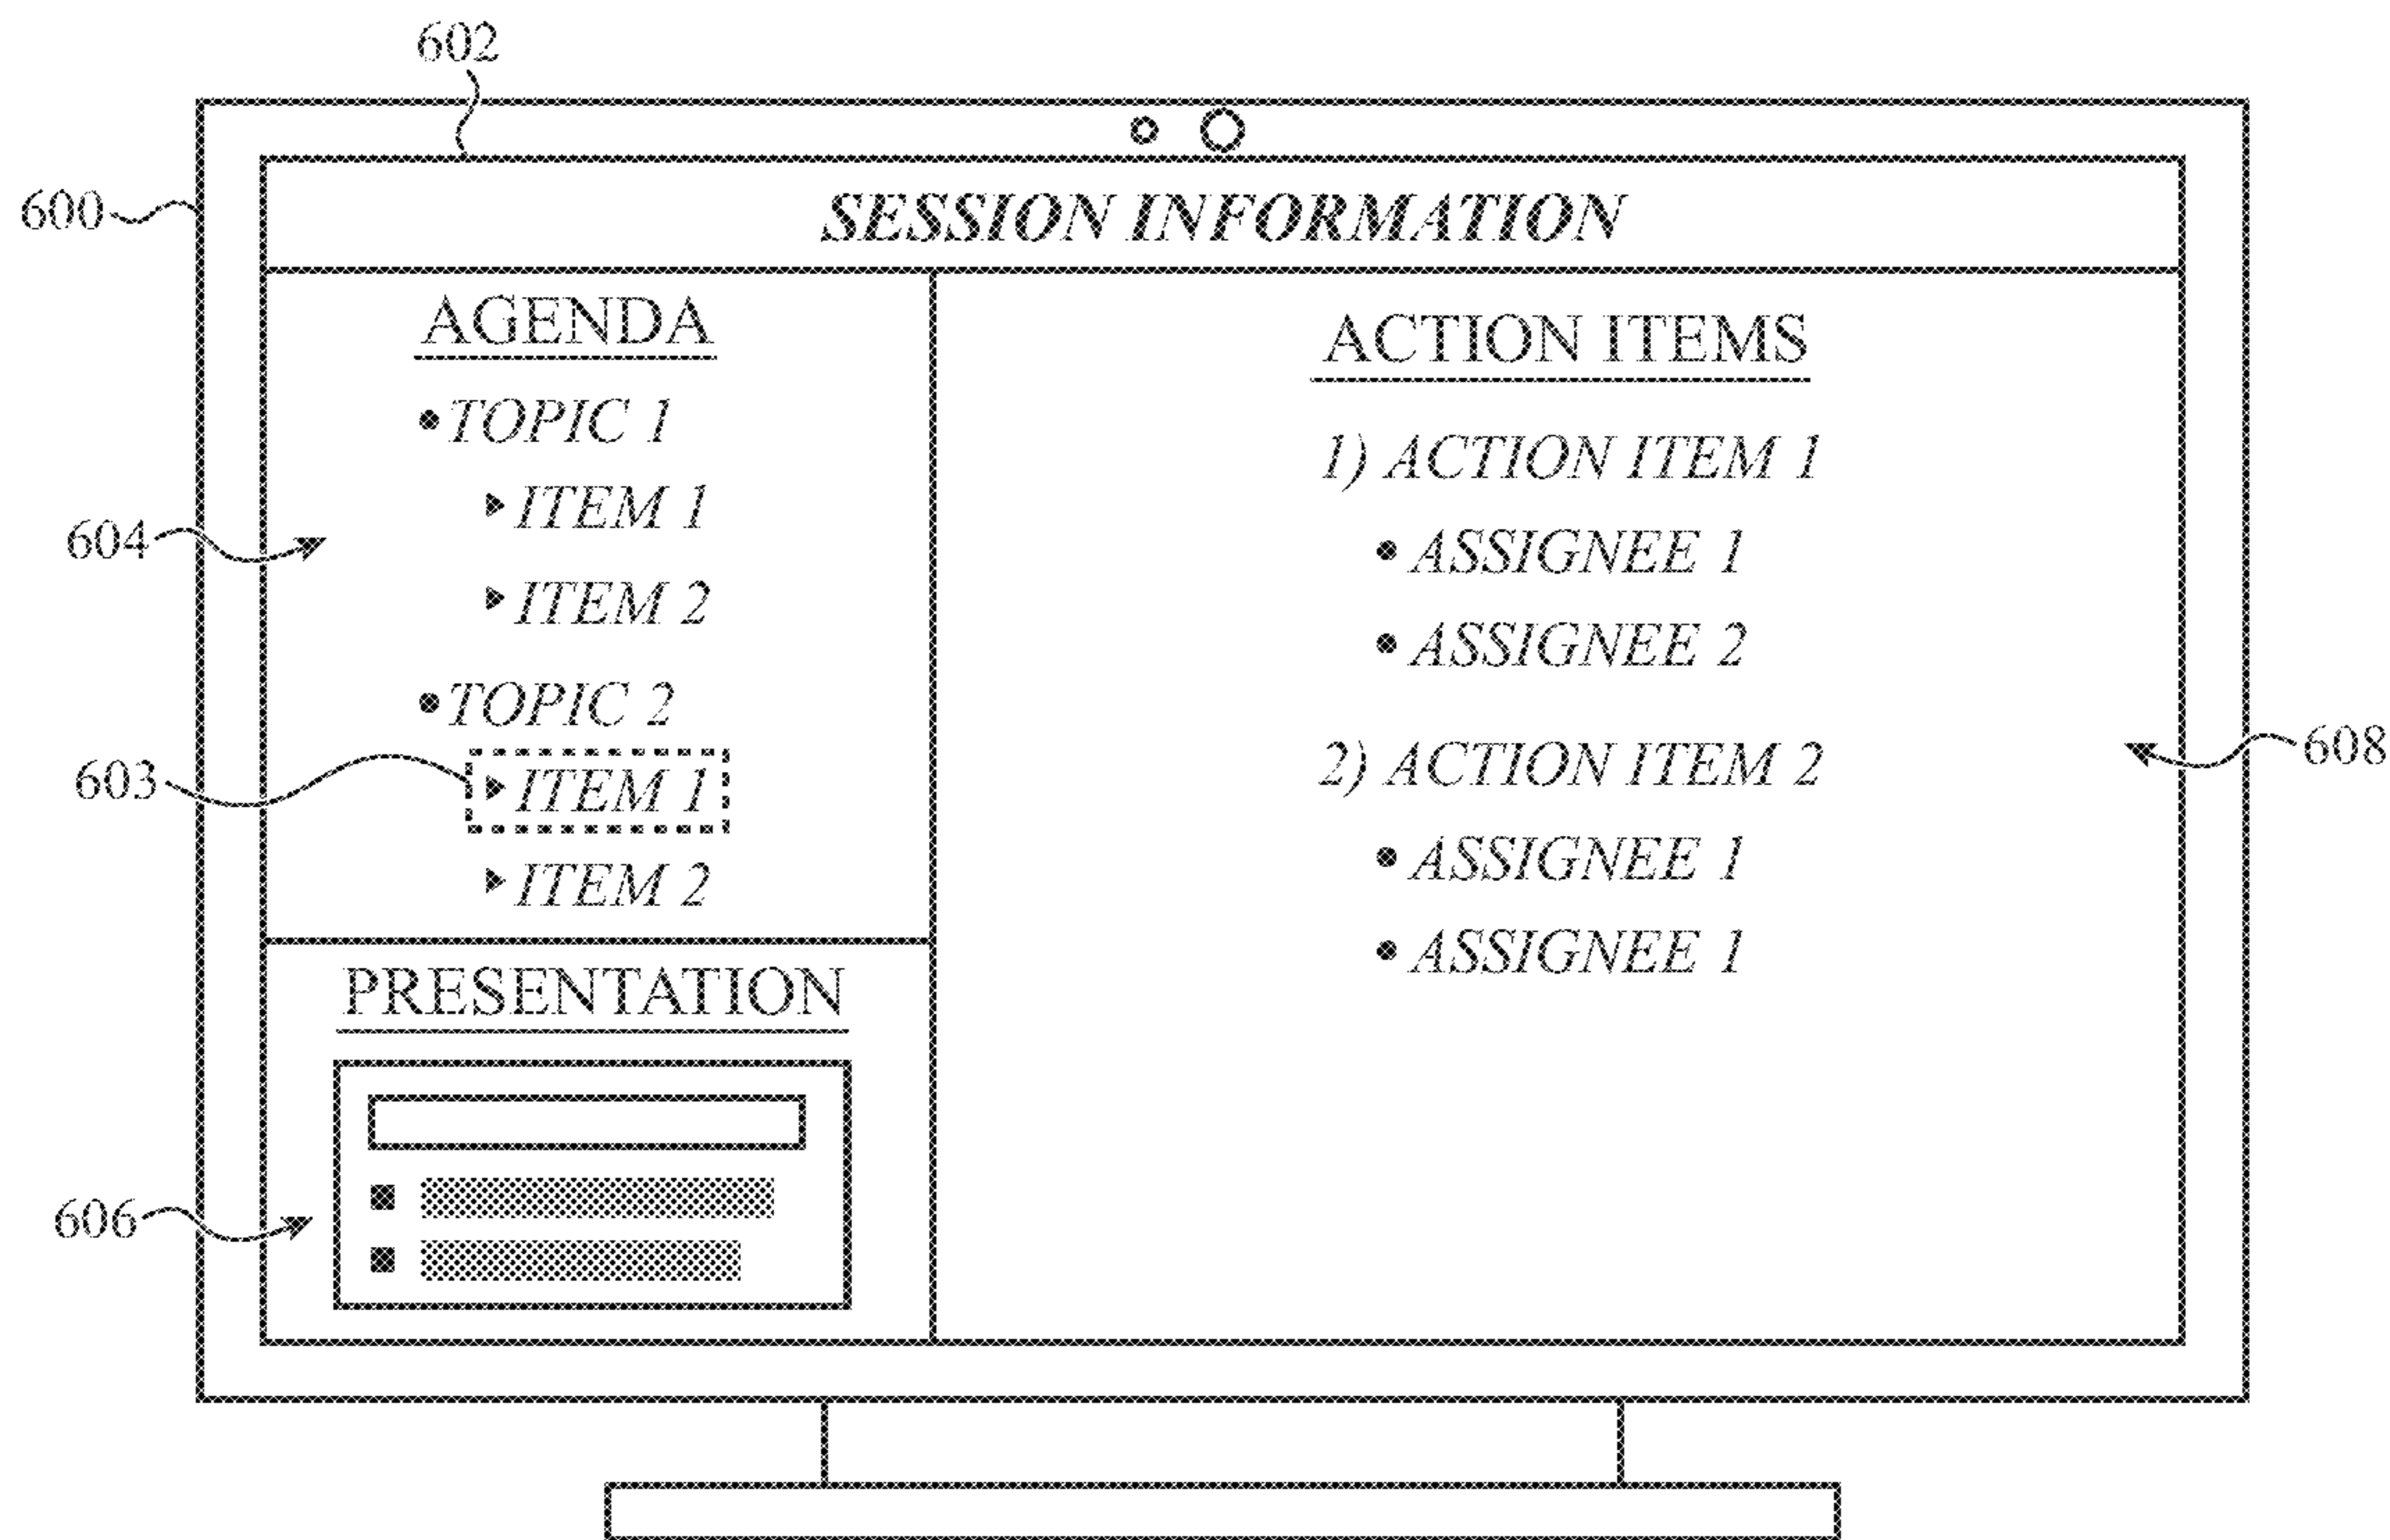 602
600
SESSION INFORMATION
AGENDA
•TOPIC 1
▸ITEM 1
604
▸ITEM 2
•TOPIC 2
603
▸ITEM 1
▸ITEM 2
PRESENTATION
606
ACTION ITEMS
1) ACTION ITEM 1
• ASSIGNEE 1
• ASSIGNEE 2
2) ACTION ITEM 2
608
• ASSIGNEE 1
• ASSIGNEE 1